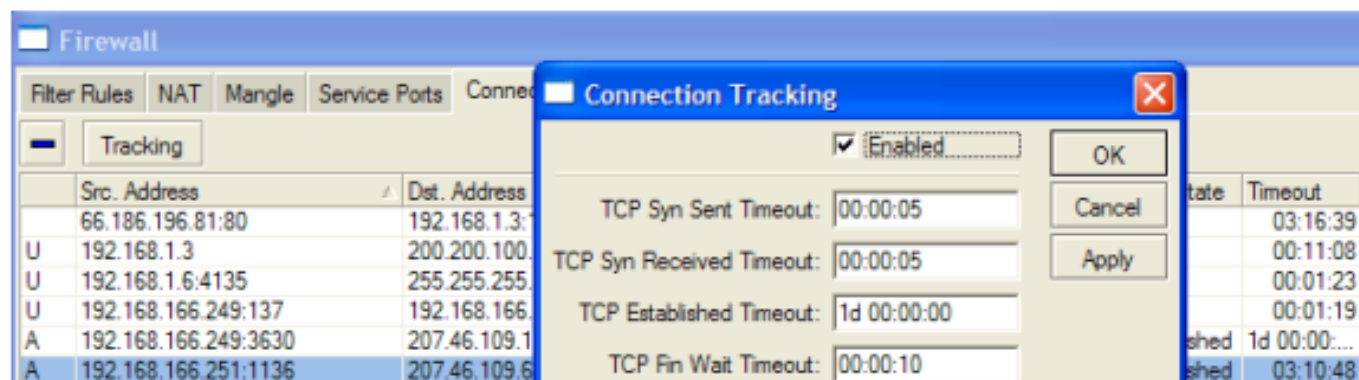 Firewall
Filter Rules NAT Mangle Service Ports Connec
Tracking
Src. Address Dst. Address tate Timeout
66.186.196.81:80 192.168.1.3: 03:16:39
U 192.168.1.3 200.200.100. 00:11:08
U 192.168.1.6:4135 255.255.255. 00:01:23
U 192.168.166.249:137 192.168.166. 00:01:19
A 192.168.166.249:3630 207.46.109.1 shed 1d 00:00:...
A 192.168.166.251:1136 207.46.109.6 shed 03:10:48
Connection Tracking
Enabled
TCP Syn Sent Timeout: 00:00:05
TCP Syn Received Timeout: 00:00:05
TCP Established Timeout: 1d 00:00:00
TCP Fin Wait Timeout: 00:00:10
OK
Cancel
Apply